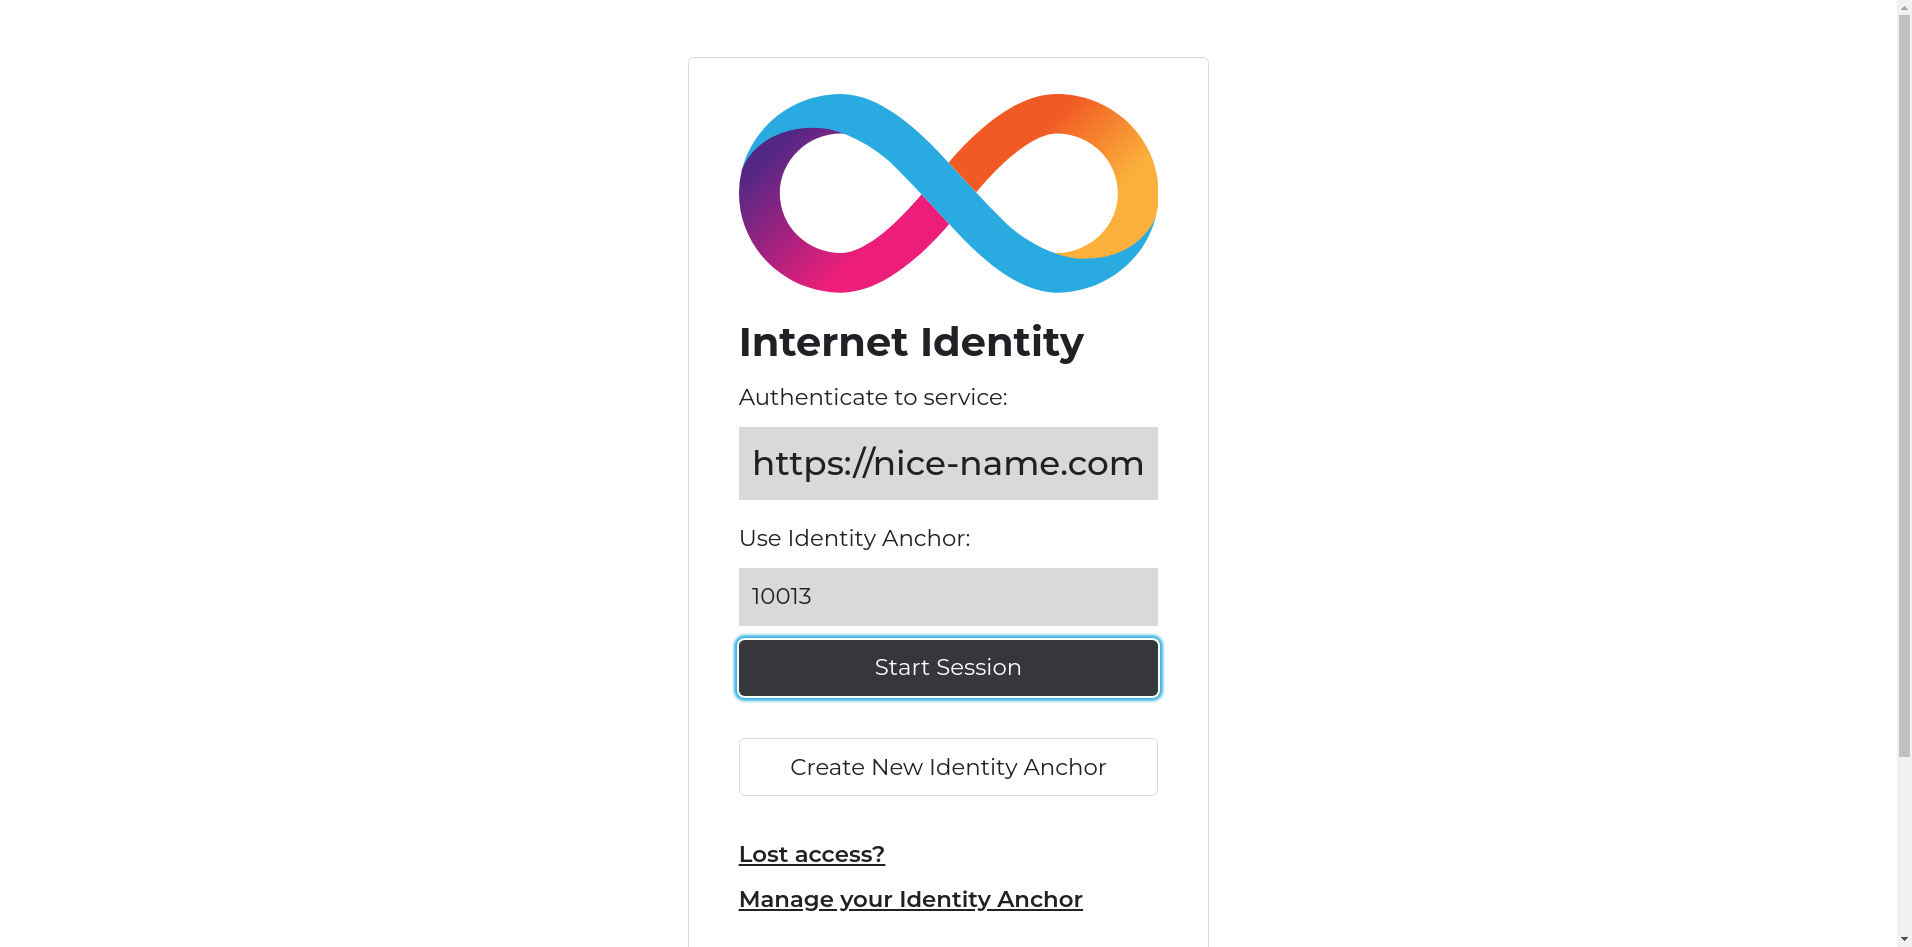 Internet Identity
Authenticate to service:
https://nice-name.com
Use Identity Anchor:
10013
Start Session
Create New Identity Anchor
Lost access?
Manage your Identity Anchor